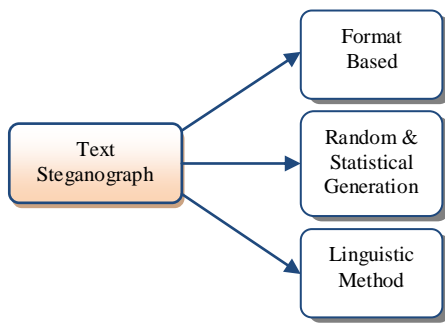 Text
Steganograph
Format
Based
Random &
Statistical
Generation
Linguistic
Method